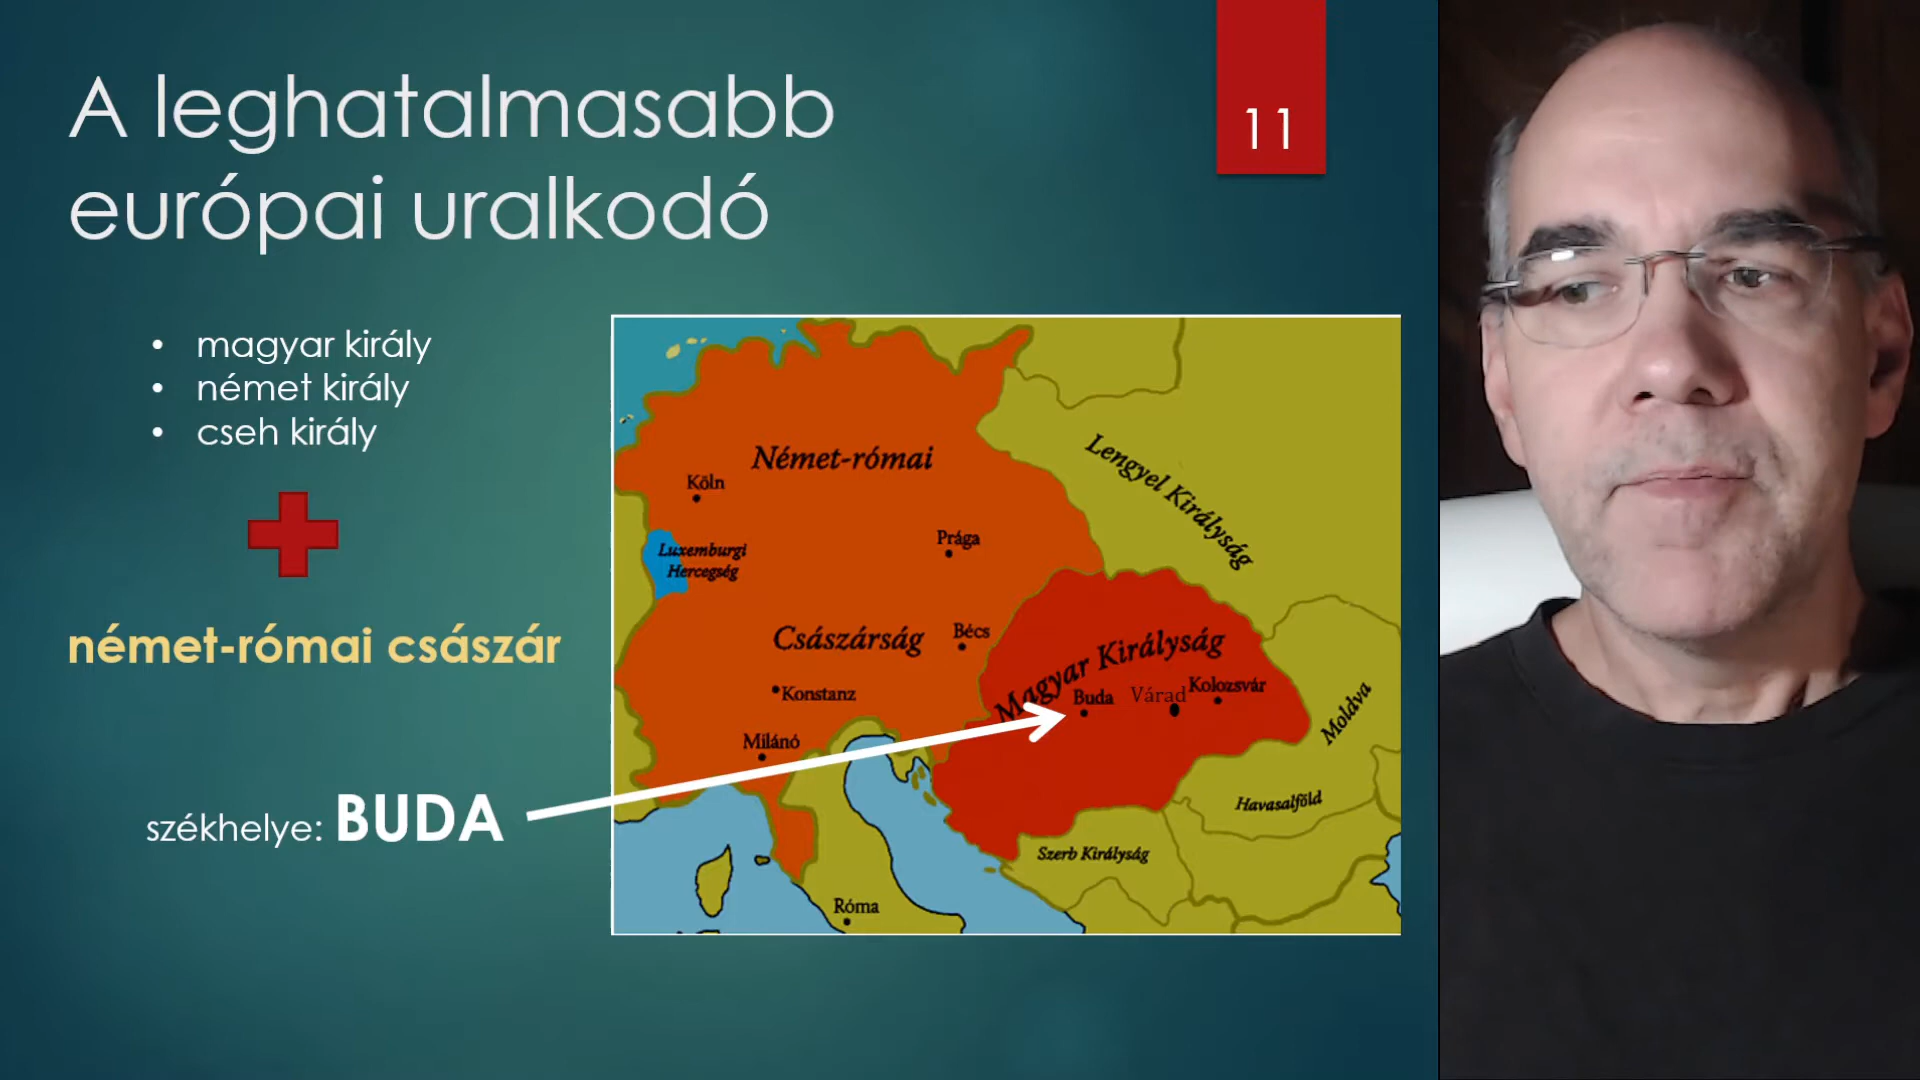 A leghatalmasabb
európai uralkodó
11
• magyar király
• német király
• cseh király
német-római császár
székhelye: BUDA
Német-római
Köln
Lengyel Királyság
Prága
Luxemburgi
Hercegség
Császárság
Bécs
Magyar Királyság
Konstanz
Buda
Várad
Kolozsvár
Moldva
Milánó
Havasalföld
Szerb Királyság
Róma